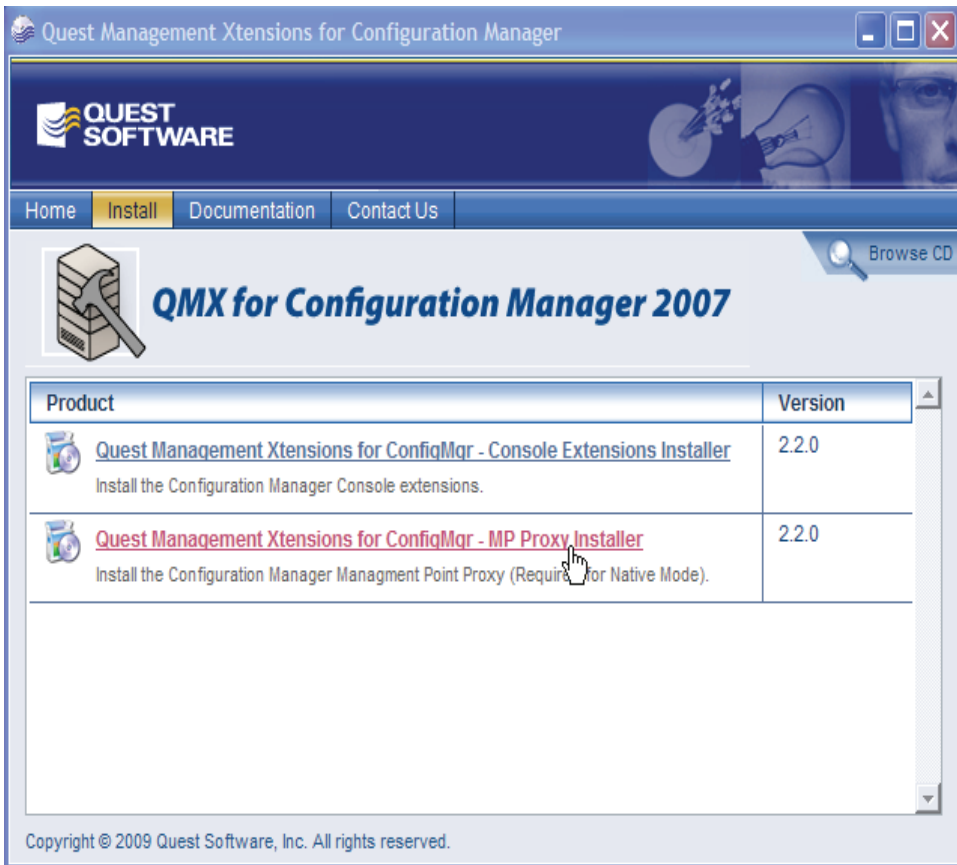 Quest Management Xtensions for Configuration Manager
QUEST
SOFTWARE
Home Install Documentation Contact Us
Browse CD
QMX for Configuration Manager 2007
Product Version
Quest Management Xtensions for ConfigMgr - Console Extensions Installer 2.2.0
Install the Configuration Manager Console extensions.
Quest Management Xtensions for ConfigMgr - MP Proxy Installer 2.2.0
Install the Configuration Manager Managment Point Proxy (Require for Native Mode).
Copyright © 2009 Quest Software, Inc. All rights reserved.